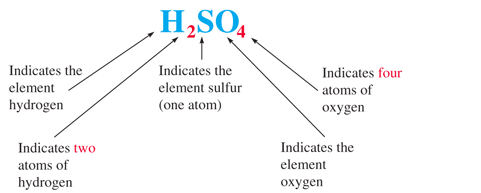 H₂SO₄
Indicates the
element
hydrogen
Indicates the
element sulfur
(one atom)
Indicates four
atoms of
oxygen
Indicates two
atoms of
hydrogen
Indicates the
element
oxygen